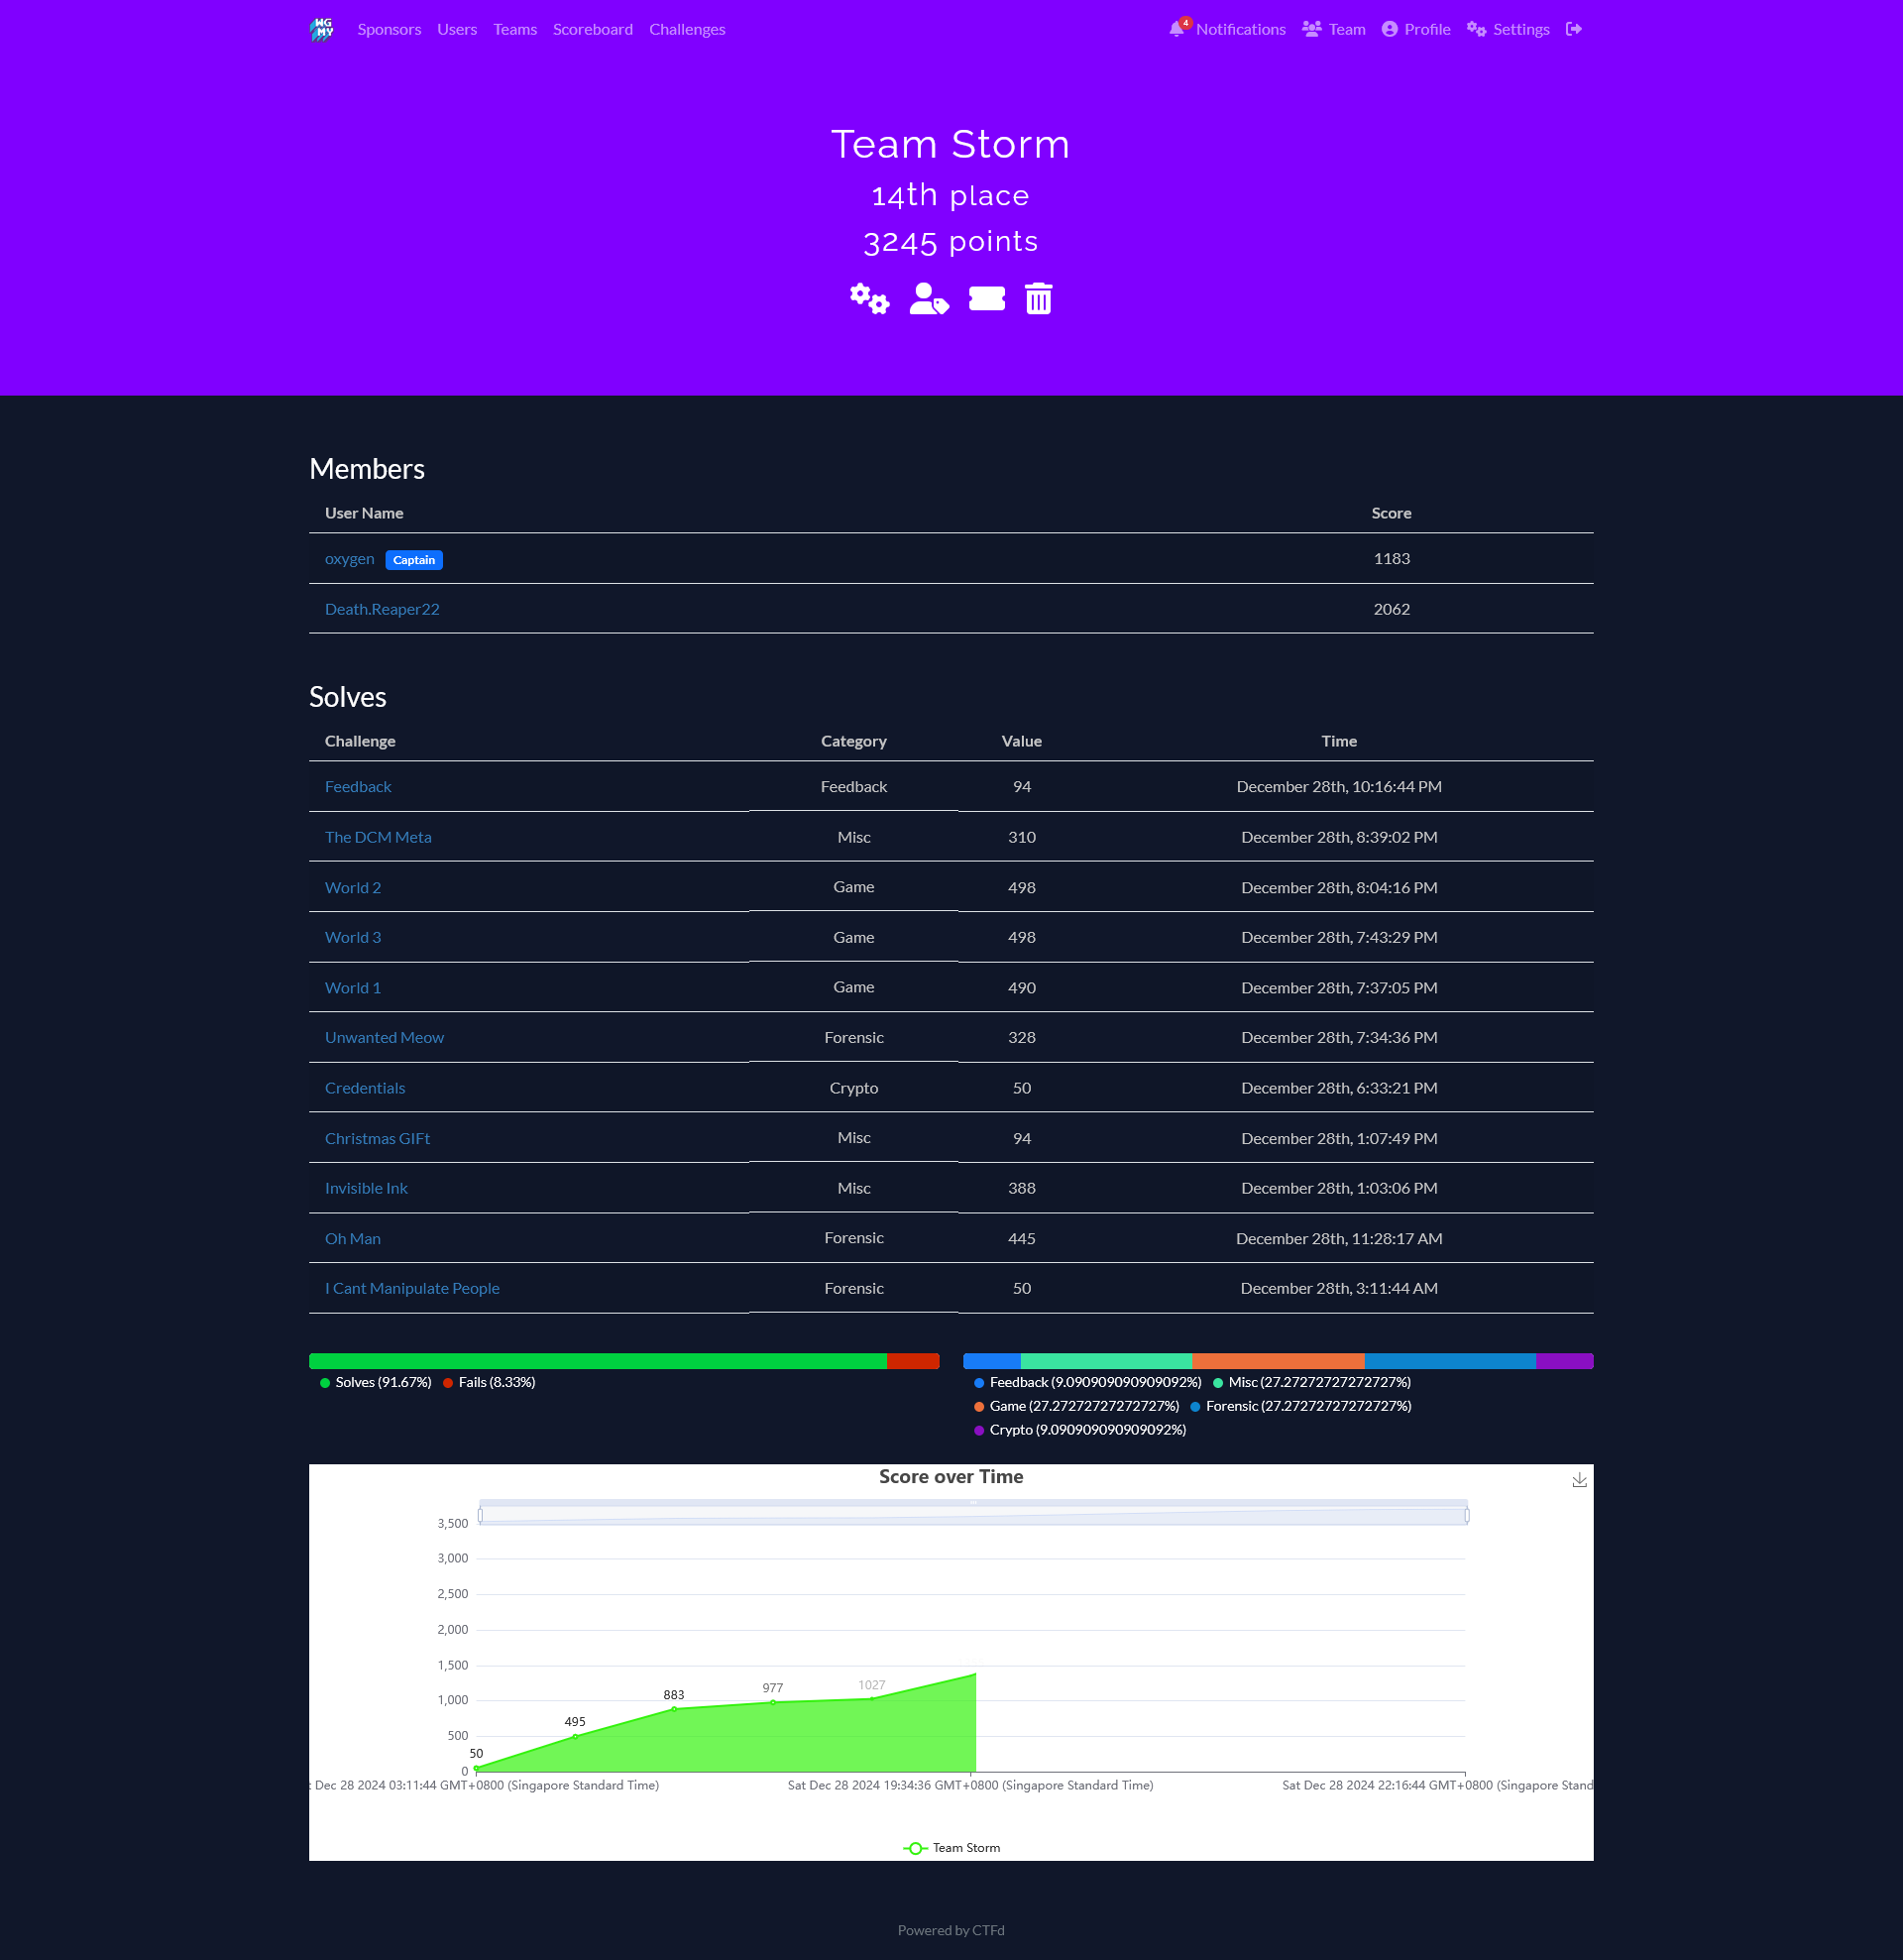 WG MY Sponsors Users Teams Scoreboard Challenges 4 Notifications Team Profile Settings
Team Storm
14th place
3245 points
Members
User Name Score
oxygen Captain 1183
Death.Reaper22 2062
Solves
Challenge Category Value Time
Feedback Feedback 94 December 28th, 10:16:44 PM
The DCM Meta Misc 310 December 28th, 8:39:02 PM
World 2 Game 498 December 28th, 8:04:16 PM
World 3 Game 498 December 28th, 7:43:29 PM
World 1 Game 490 December 28th, 7:37:05 PM
Unwanted Meow Forensic 328 December 28th, 7:34:36 PM
Credentials Crypto 50 December 28th, 6:33:21 PM
Christmas GIFt Misc 94 December 28th, 1:07:49 PM
Invisible Ink Misc 388 December 28th, 1:03:06 PM
Oh Man Forensic 445 December 28th, 11:28:17 AM
I Cant Manipulate People Forensic 50 December 28th, 3:11:44 AM
Solves (91.67%) Fails (8.33%)
Feedback (9.090909090909092%) Misc (27.27272727272727%)
Game (27.27272727272727%) Forensic (27.27272727272727%)
Crypto (9.090909090909092%)
Score over Time
3,500
3,000
2,500
2,000
1,500
1,000
500
0
50
495
883
977
1027
t Dec 28 2024 03:11:44 GMT+0800 (Singapore Standard Time) Sat Dec 28 2024 19:34:36 GMT+0800 (Singapore Standard Time) Sat Dec 28 2024 22:16:44 GMT+0800 (Singapore Stand
Team Storm
Powered by CTFd